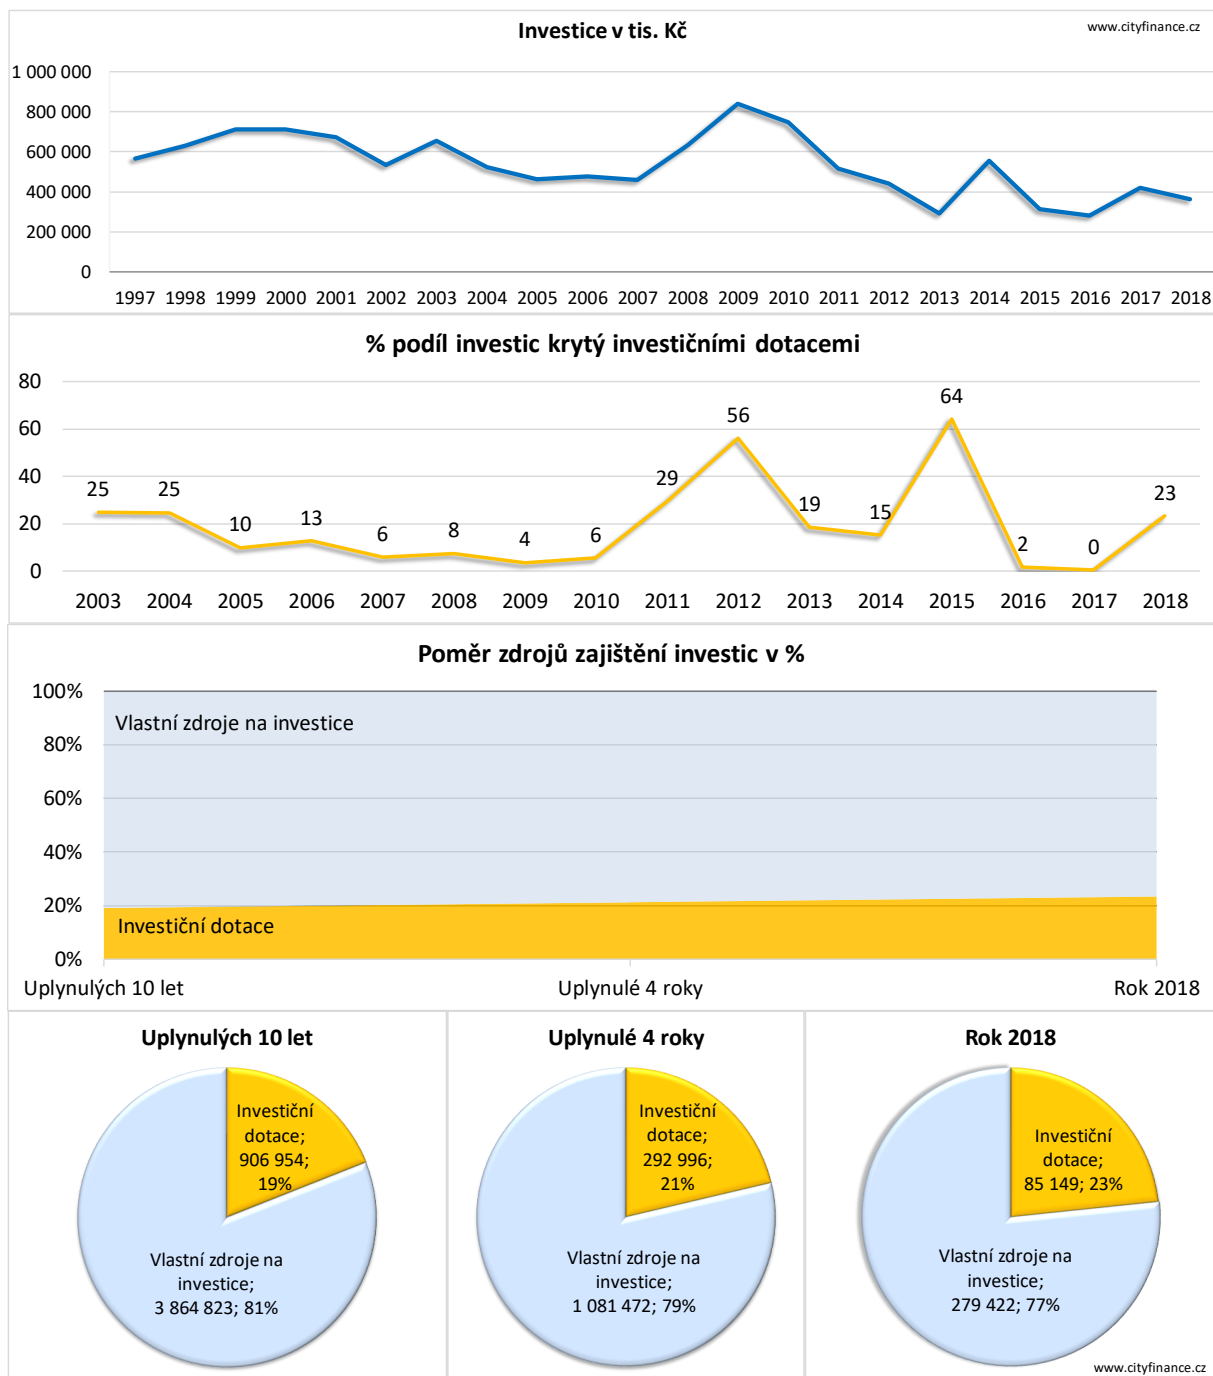 Investice v tis. Kč
www.cityfinance.cz
1 000 000
800 000
600 000
400 000
200 000
0
1997 1998 1999 2000 2001 2002 2003 2004 2005 2006 2007 2008 2009 2010 2011 2012 2013 2014 2015 2016 2017 2018
% podíl investic krytý investičními dotacemi
80
60
40
20
0
25 25 10 13 6 8 4 6 29 56 19 15 64 2 0 23
2003 2004 2005 2006 2007 2008 2009 2010 2011 2012 2013 2014 2015 2016 2017 2018
Poměr zdrojů zajištění investic v %
100%
80%
60%
40%
20%
0%
Vlastní zdroje na investice
Investiční dotace
Uplynulých 10 let Uplynulé 4 roky Rok 2018
Uplynulých 10 let
Investiční
dotace;
906 954;
19%
Vlastní zdroje na
investice;
3 864 823; 81%
Uplynulé 4 roky
Investiční
dotace;
292 996;
21%
Vlastní zdroje na
investice;
1 081 472; 79%
Rok 2018
Investiční
dotace;
85 149; 23%
Vlastní zdroje na
investice;
279 422; 77%
www.cityfinance.cz